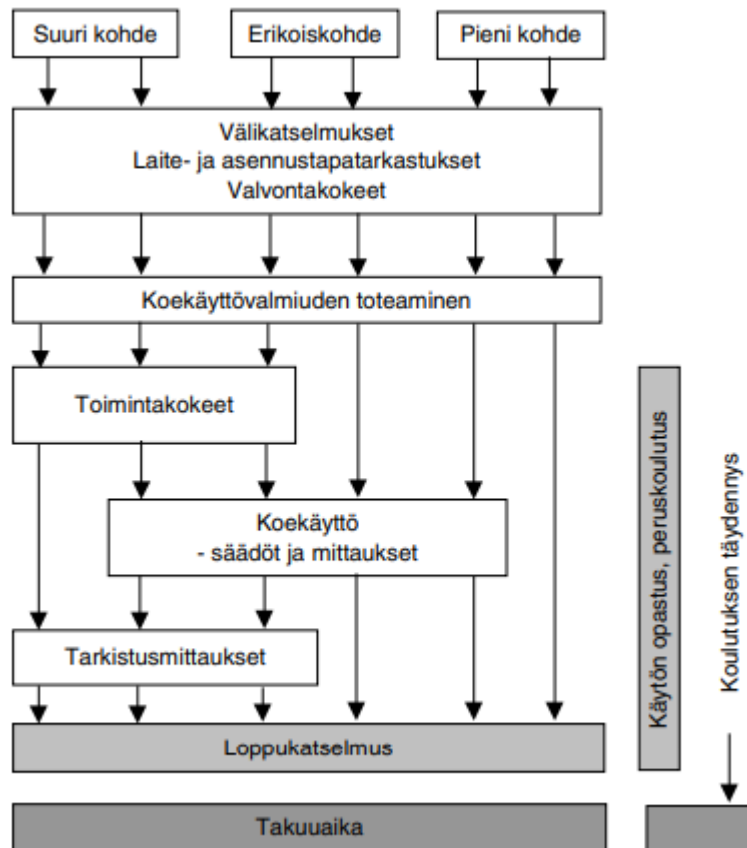 Suuri kohde
Erikoiskohde
Pieni kohde
Välikatselmukset
Laite- ja asennustapatarkastukset
Valvontakokeet
Koekäyttövalmiuden toteaminen
Toimintakokeet
Koekäyttö
- säädöt ja mittaukset
Tarkistusmittaukset
Loppukatselmus
Takuuaika
Käytön opastus, peruskoulutus
Koulutuksen täydennys